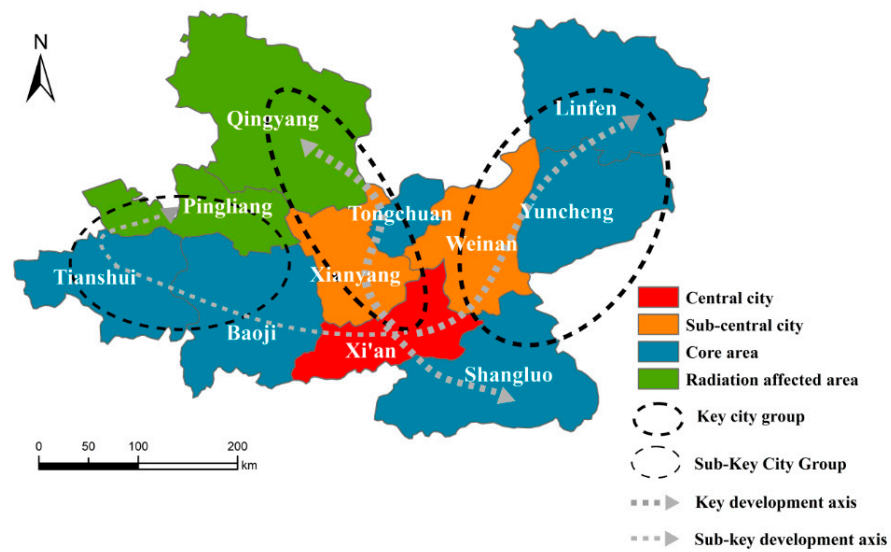 N
Linfen
Qingyang
Pingliang
Tongchuan
Yuncheng
Weinan
Tianshui
Xianyang
Baoji
Xi'an
Shangluo
Central city
Sub-central city
Core area
Radiation affected area
Key city group
Sub-Key City Group
Key development axis
Sub-key development axis
0 50 100 200
km